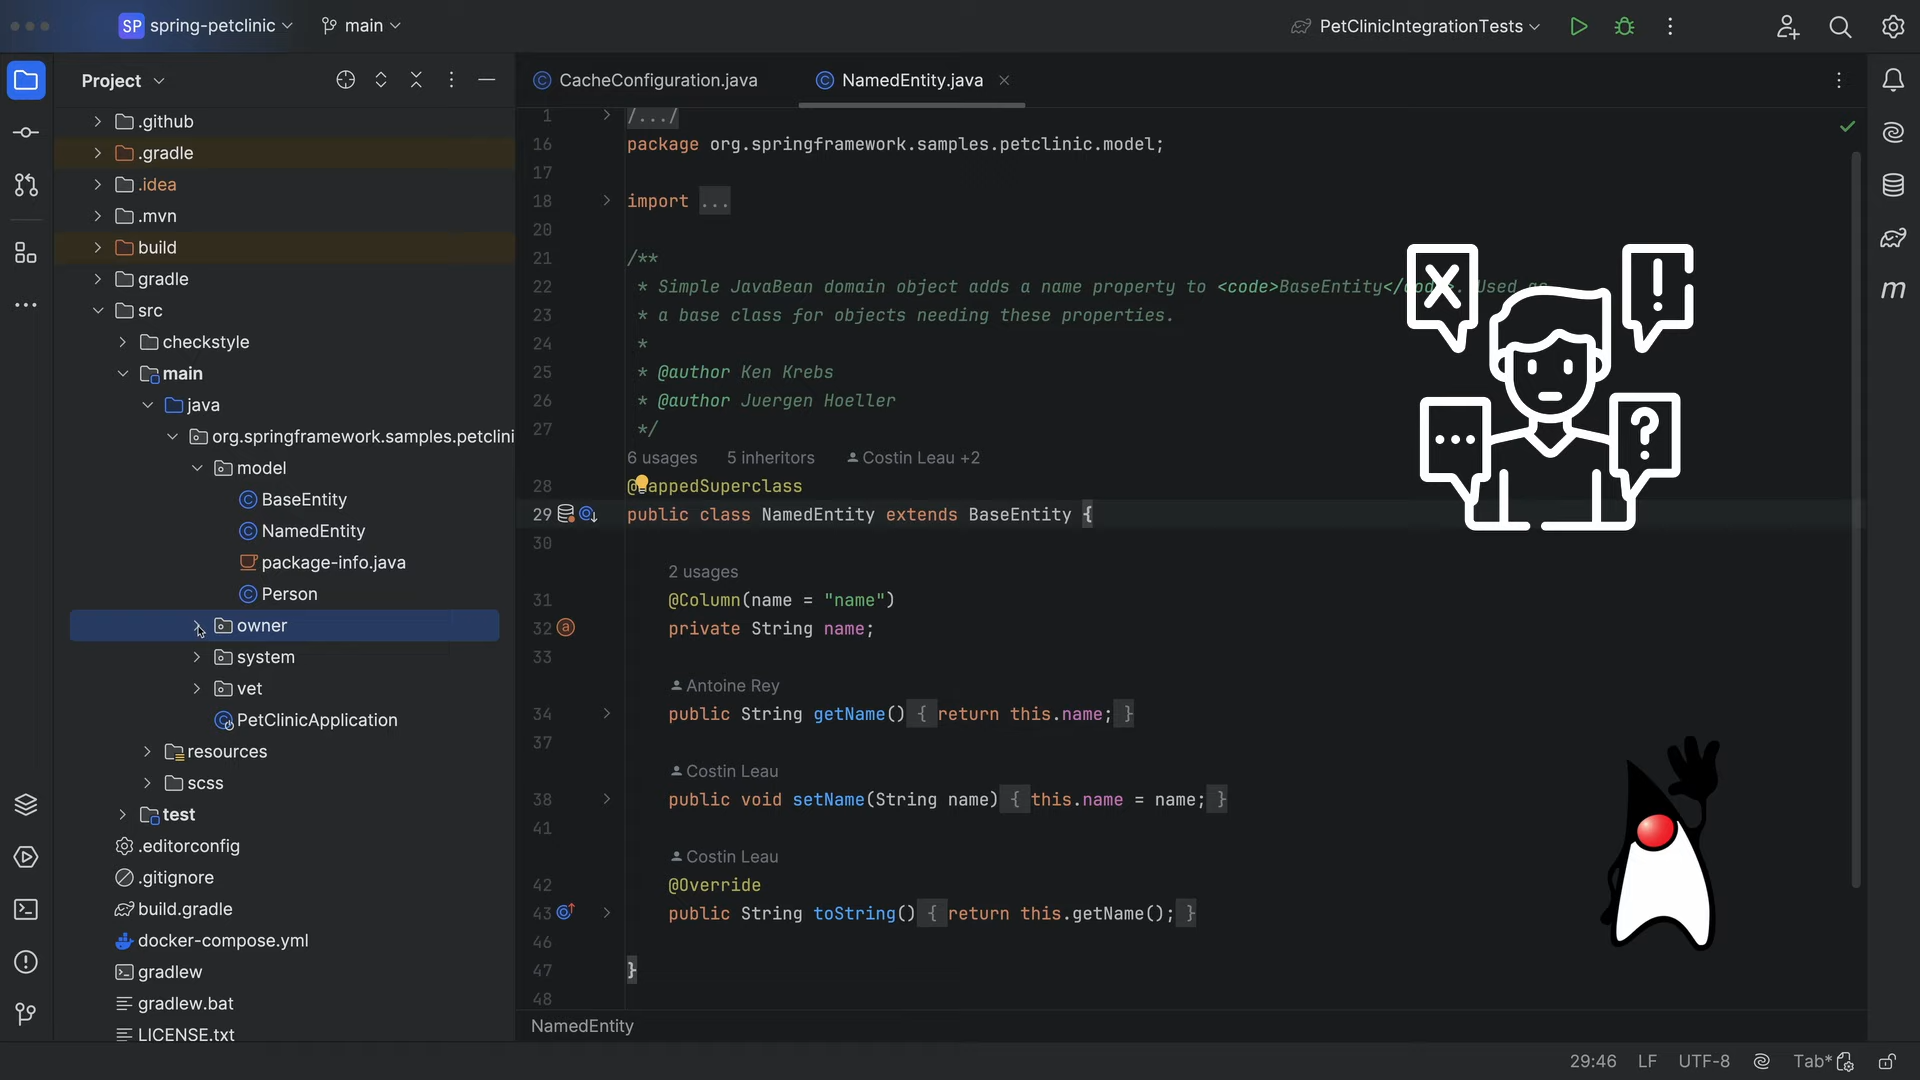 SP spring-petclinic main PetClinicIntegrationTests
Project
CacheConfiguration.java NamedEntity.java
.github
.gradle
.idea
.mvn
build
gradle
src
checkstyle
main
java
org.springframework.samples.petclini
model
BaseEntity
NamedEntity
package-info.java
Person
owner
system
vet
PetClinicApplication
resources
scss
test
.editorconfig
.gitignore
build.gradle
docker-compose.yml
gradlew
gradlew.bat
LICENSE.txt
1 /.../
16 package org.springframework.samples.petclinic.model;
17
18 import ...
20
21 /**
22 * Simple JavaBean domain object adds a name property to <code>BaseEntity</code>. Used as
23 * a base class for objects needing these properties.
24 *
25 * @author Ken Krebs
26 * @author Juergen Hoeller
27 */
6 usages 5 inheritors Costin Leau +2
28 @MappedSuperclass
29 public class NamedEntity extends BaseEntity {
30
2 usages
31 @Column(name = "name")
32 private String name;
33
Antoine Rey
34 public String getName() { return this.name; }
37
Costin Leau
38 public void setName(String name) { this.name = name; }
41
Costin Leau
42 @Override
43 public String toString() { return this.getName(); }
46
47 }
48
X !
... ?
NamedEntity
29:46 LF UTF-8 Tab*